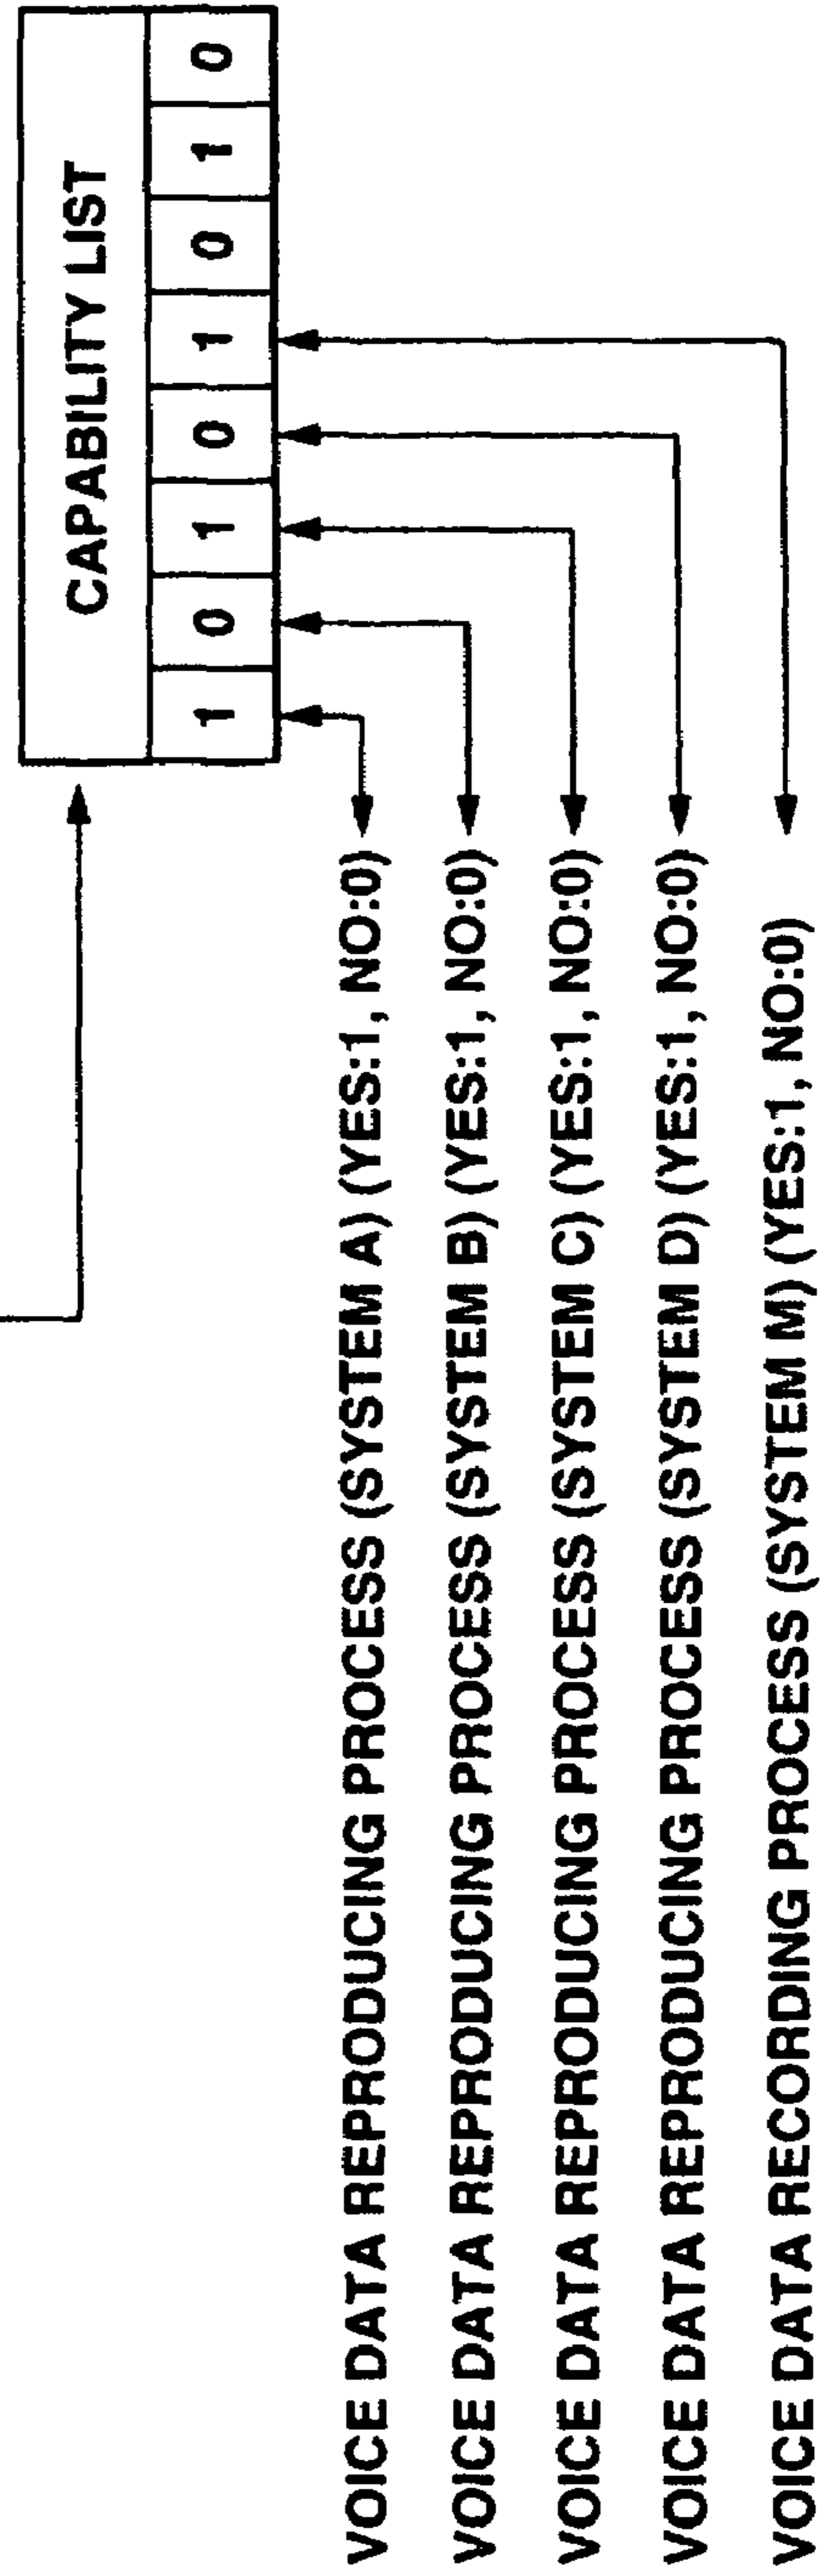 CAPABILITY LIST
1 0 1 0 1 0 1 0
VOICE DATA REPRODUCING PROCESS (SYSTEM A) (YES:1, NO:0)
VOICE DATA REPRODUCING PROCESS (SYSTEM B) (YES:1, NO:0)
VOICE DATA REPRODUCING PROCESS (SYSTEM C) (YES:1, NO:0)
VOICE DATA REPRODUCING PROCESS (SYSTEM D) (YES:1, NO:0)
VOICE DATA RECORDING PROCESS (SYSTEM M) (YES:1, NO:0)